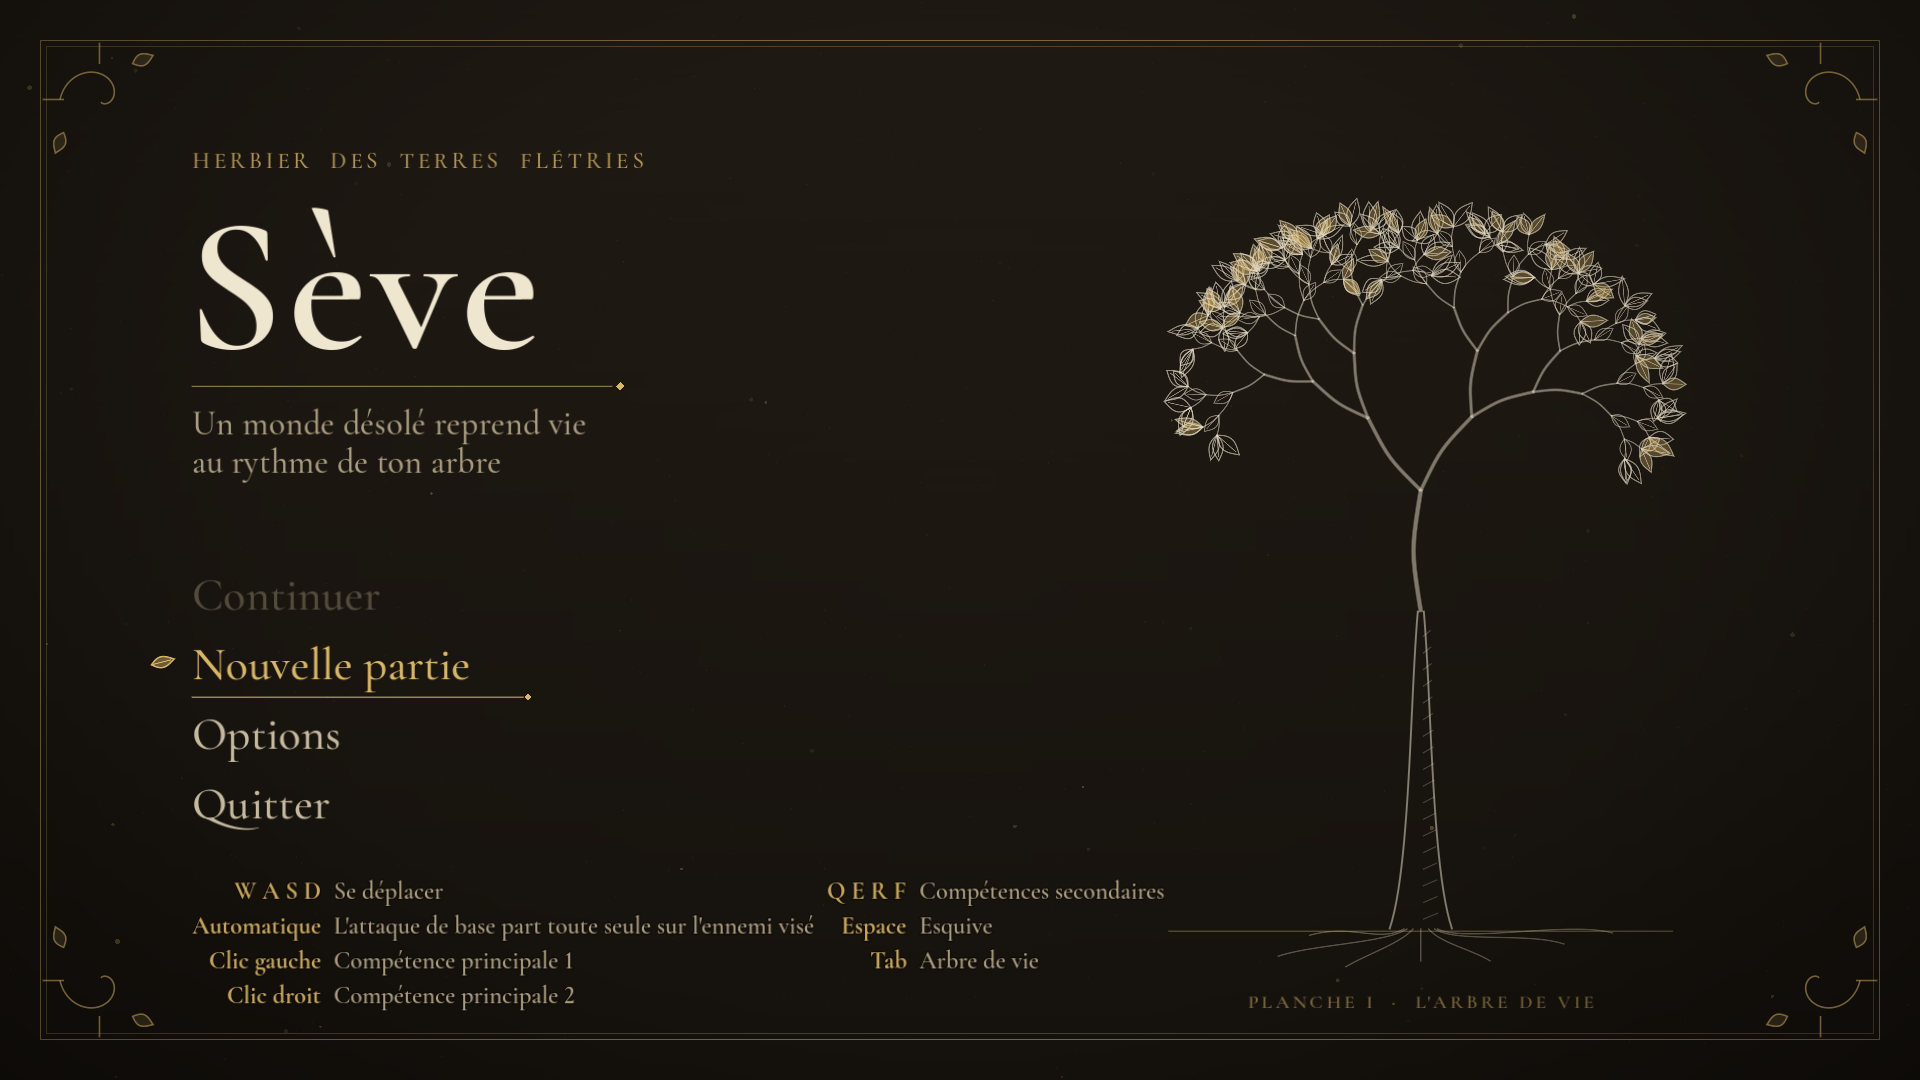 HERBIER DES TERRES FLÉTRIES
Sève
Un monde désolé reprend vie
au rythme de ton arbre
Continuer
Nouvelle partie
Options
Quitter
W A S D Se déplacer
Automatique L'attaque de base part toute seule sur l'ennemi visé
Clic gauche Compétence principale 1
Clic droit Compétence principale 2
Q E R F Compétences secondaires
Espace Esquive
Tab Arbre de vie
PLANCHE I · L'ARBRE DE VIE